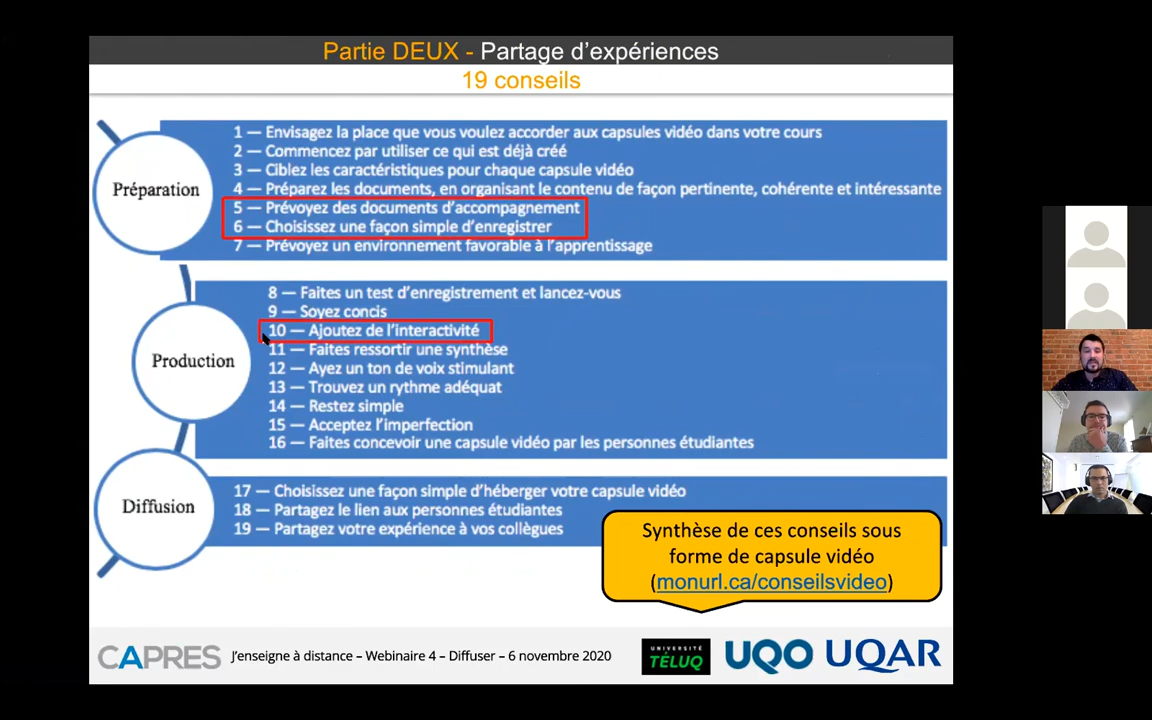 Partie DEUX - Partage d'expériences
19 conseils
Préparation
1 — Envisagez la place que vous voulez accorder aux capsules vidéo dans votre cours
2 — Commencez par utiliser ce qui est déjà créé
3 — Ciblez les caractéristiques pour chaque capsule vidéo
4 — Préparez les documents, en organisant le contenu de façon pertinente, cohérente et intéressante
5 — Prévoyez des documents d'accompagnement
6 — Choisissez une façon simple d'enregistrer
7 — Prévoyez un environnement favorable à l'apprentissage
Production
8 — Faites un test d'enregistrement et lancez-vous
9 — Soyez concis
10 — Ajoutez de l'interactivité
11 — Faites ressortir une synthèse
12 — Ayez un ton de voix stimulant
13 — Trouvez un rythme adéquat
14 — Restez simple
15 — Acceptez l'imperfection
16 — Faites concevoir une capsule vidéo par les personnes étudiantes
Diffusion
17 — Choisissez une façon simple d'héberger votre capsule vidéo
18 — Partagez le lien aux personnes étudiantes
19 — Partagez votre expérience à vos collègues
Synthèse de ces conseils sous
forme de capsule vidéo
(monurl.ca/conseilsvideo)
CAPRES
J'enseigne à distance – Webinaire 4 – Diffuser – 6 novembre 2020
UNIVERSITÉ
TÉLUQ
UQO
UQAR